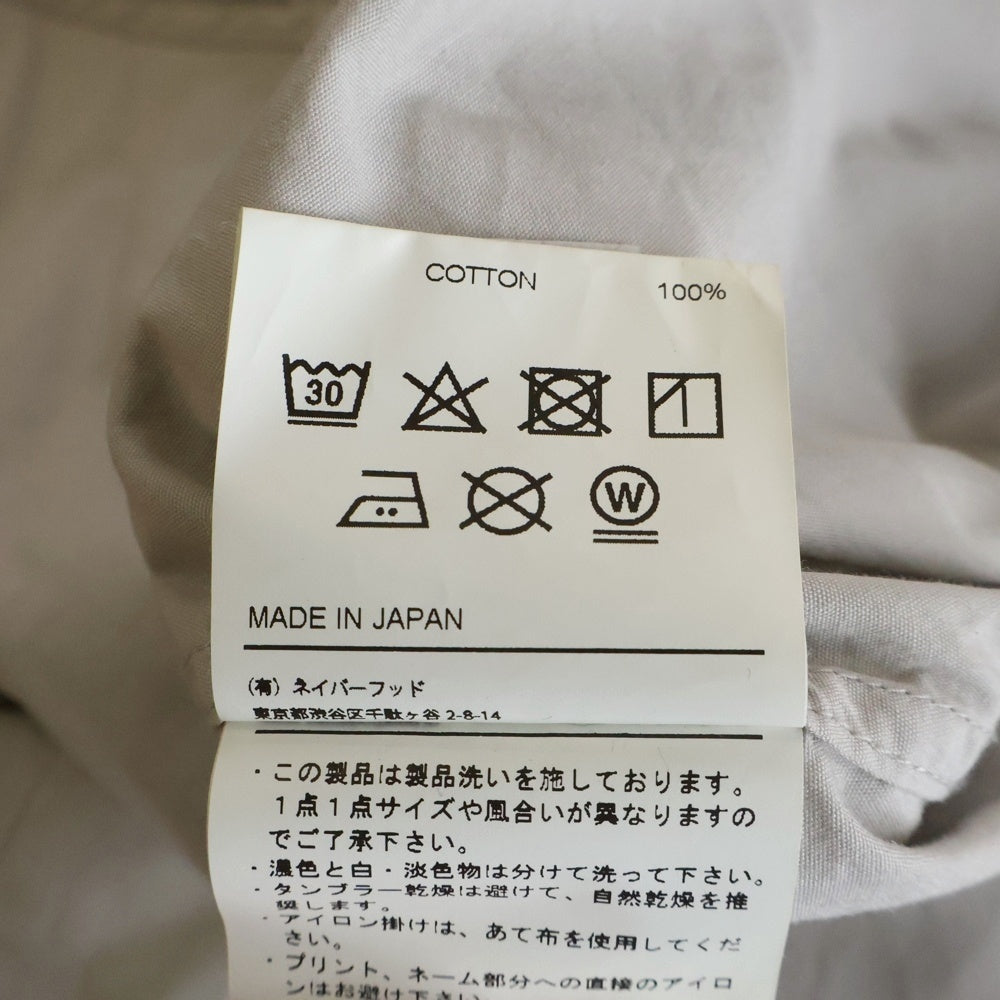 COTTON 100%
30
W
MADE IN JAPAN
(有) ネイバーフッド
東京都渋谷区千駄ヶ谷 2-8-14
・この製品は製品洗いを施しております。
１点１点サイズや風合いが異なりますの
でご了承下さい。
・濃色と白・淡色物は分けて洗って下さい。
・タンブラー乾燥は避けて、自然乾燥を推
奨します。
・アイロン掛けは、あて布を使用してくだ
さい。
・プリント、ネーム部分への直接のアイロ
ンはお避け下さい。